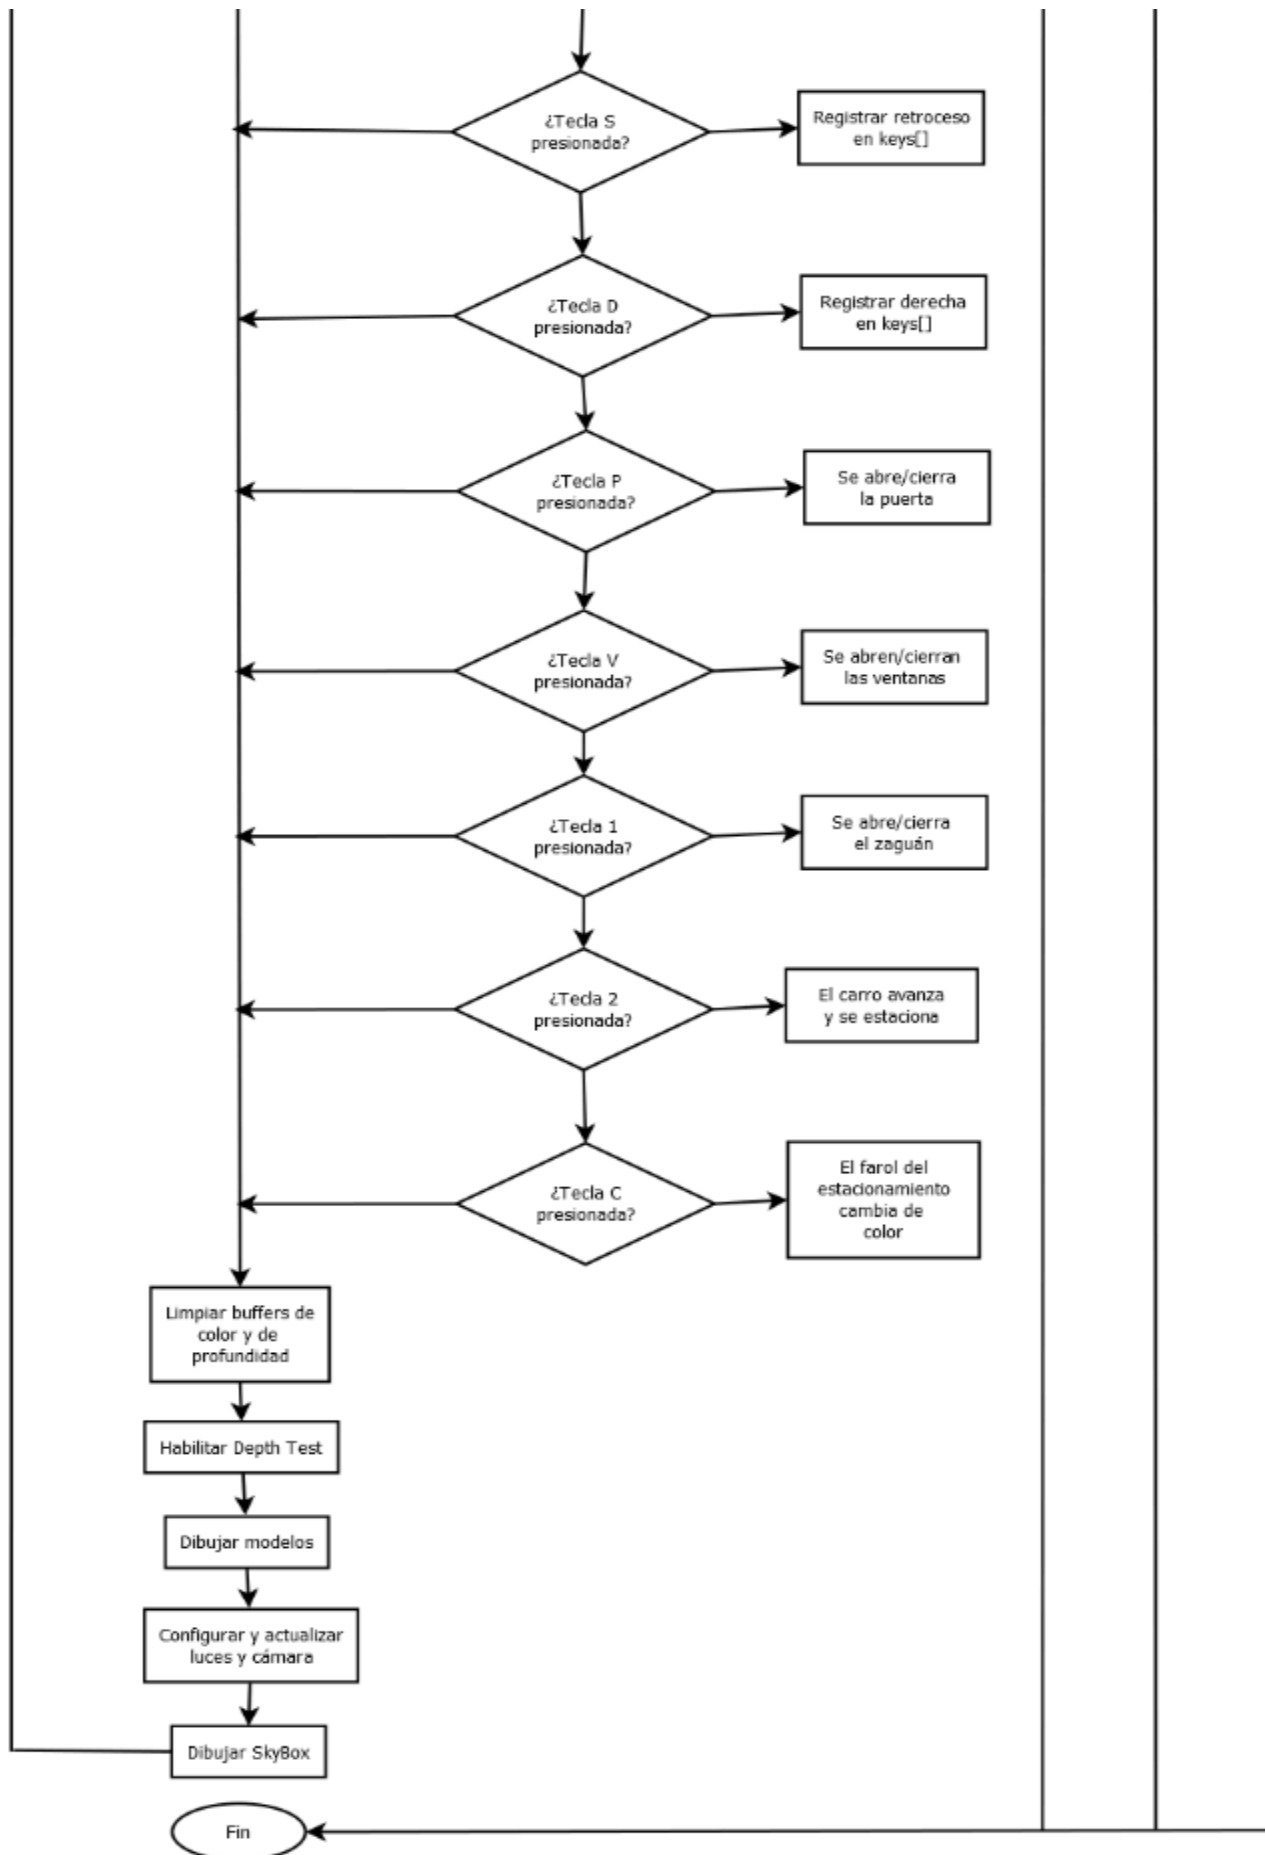 ¿Tecla S
presionada?
Registrar retroceso
en keys[]
¿Tecla D
presionada?
Registrar derecha
en keys[]
¿Tecla P
presionada?
Se abre/cierra
la puerta
¿Tecla V
presionada?
Se abren/cierran
las ventanas
¿Tecla 1
presionada?
Se abre/cierra
el zaguán
¿Tecla 2
presionada?
El carro avanza
y se estaciona
¿Tecla C
presionada?
El farol del
estacionamiento
cambia de
color
Limpiar buffers de
color y de
profundidad
Habilitar Depth Test
Dibujar modelos
Configurar y actualizar
luces y cámara
Dibujar SkyBox
Fin